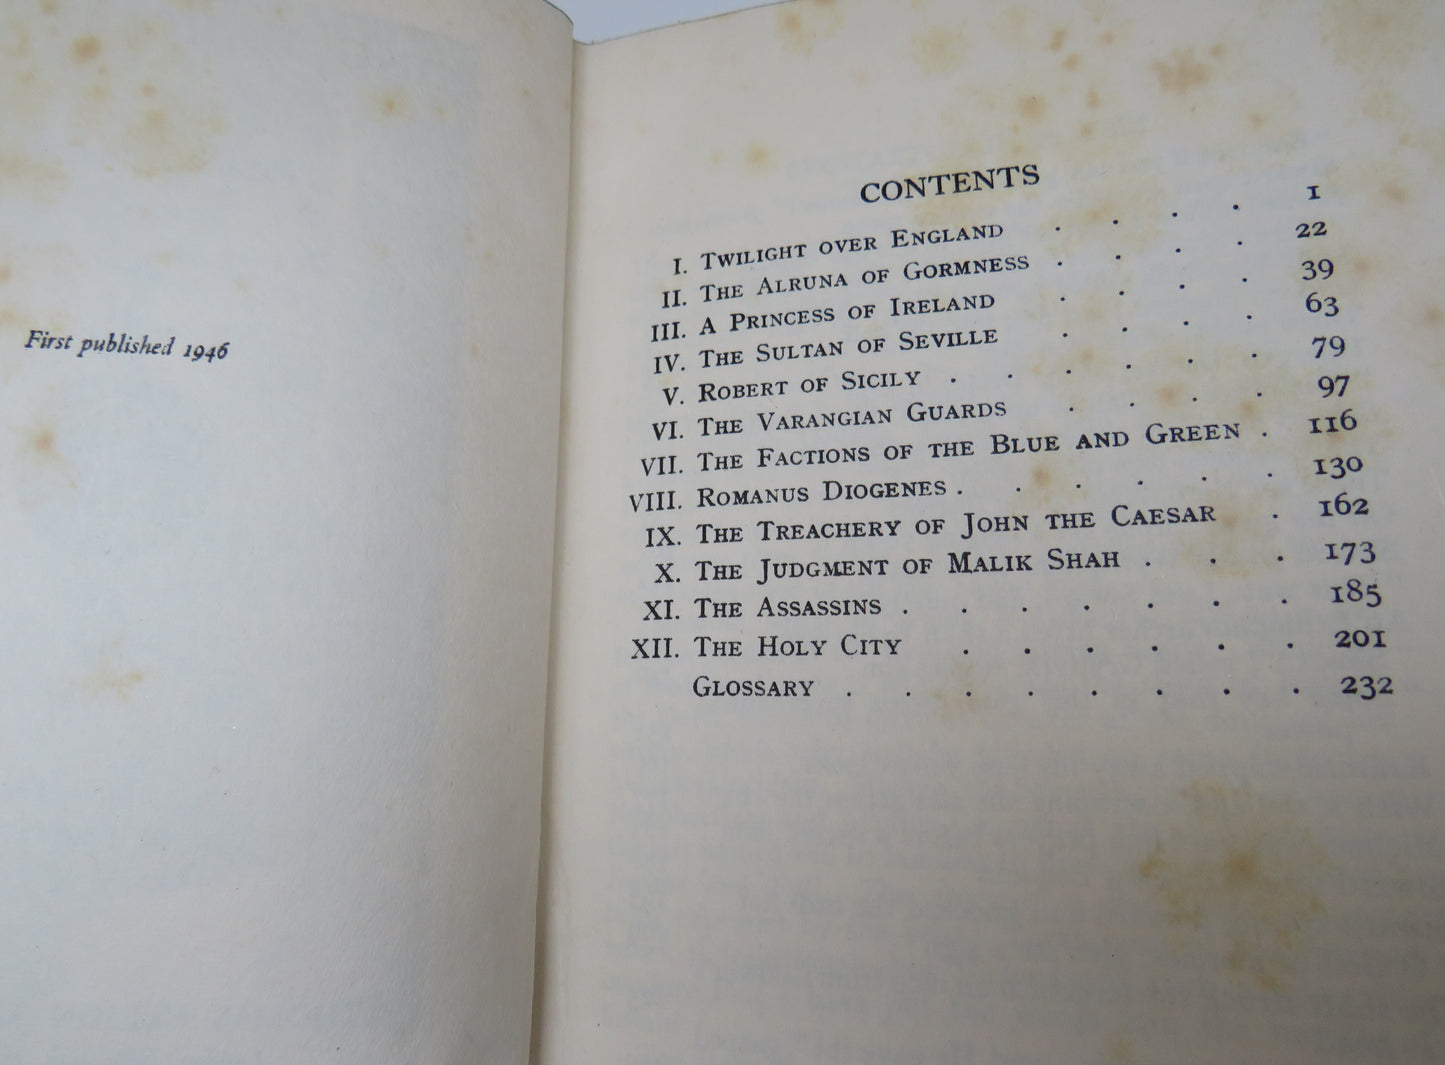 First published 1946
CONTENTS
I. TWILIGHT OVER ENGLAND . . . . 1
II. THE ALRUNA OF GORMNESS . . . . 22
III. A PRINCESS OF IRELAND . . . . 39
IV. THE SULTAN OF SEVILLE . . . . 63
V. ROBERT OF SICILY . . . . . . 79
VI. THE VARANGIAN GUARDS . . . . 97
VII. THE FACTIONS OF THE BLUE AND GREEN . 116
VIII. ROMANUS DIOGENES . . . . . . 130
IX. THE TREACHERY OF JOHN THE CAESAR . 162
X. THE JUDGMENT OF MALIK SHAH . . . 173
XI. THE ASSASSINS . . . . . . . 185
XII. THE HOLY CITY . . . . . . 201
GLOSSARY . . . . . . . . 232